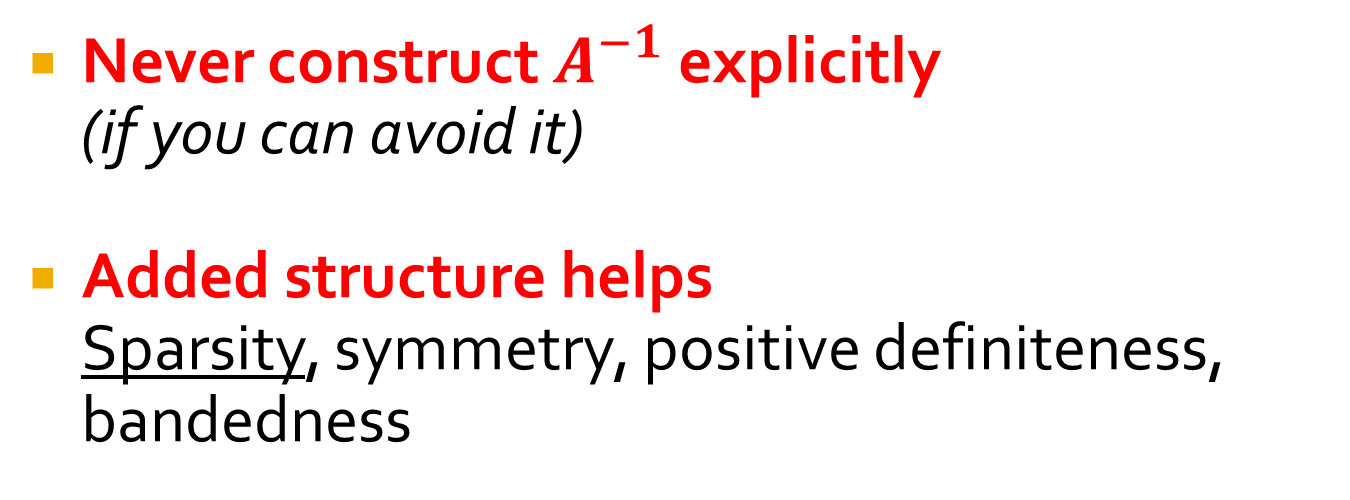 ▪ Never construct A⁻¹ explicitly
(if you can avoid it)
▪ Added structure helps
Sparsity, symmetry, positive definiteness,
bandedness